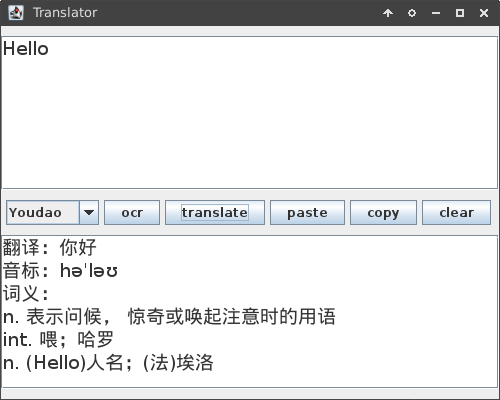 Translator
Hello
Youdao ocr translate paste copy clear
翻译：你好
音标：həˈləʊ
词义：
n. 表示问候， 惊奇或唤起注意时的用语
int. 喂；哈罗
n. (Hello)人名；(法)埃洛